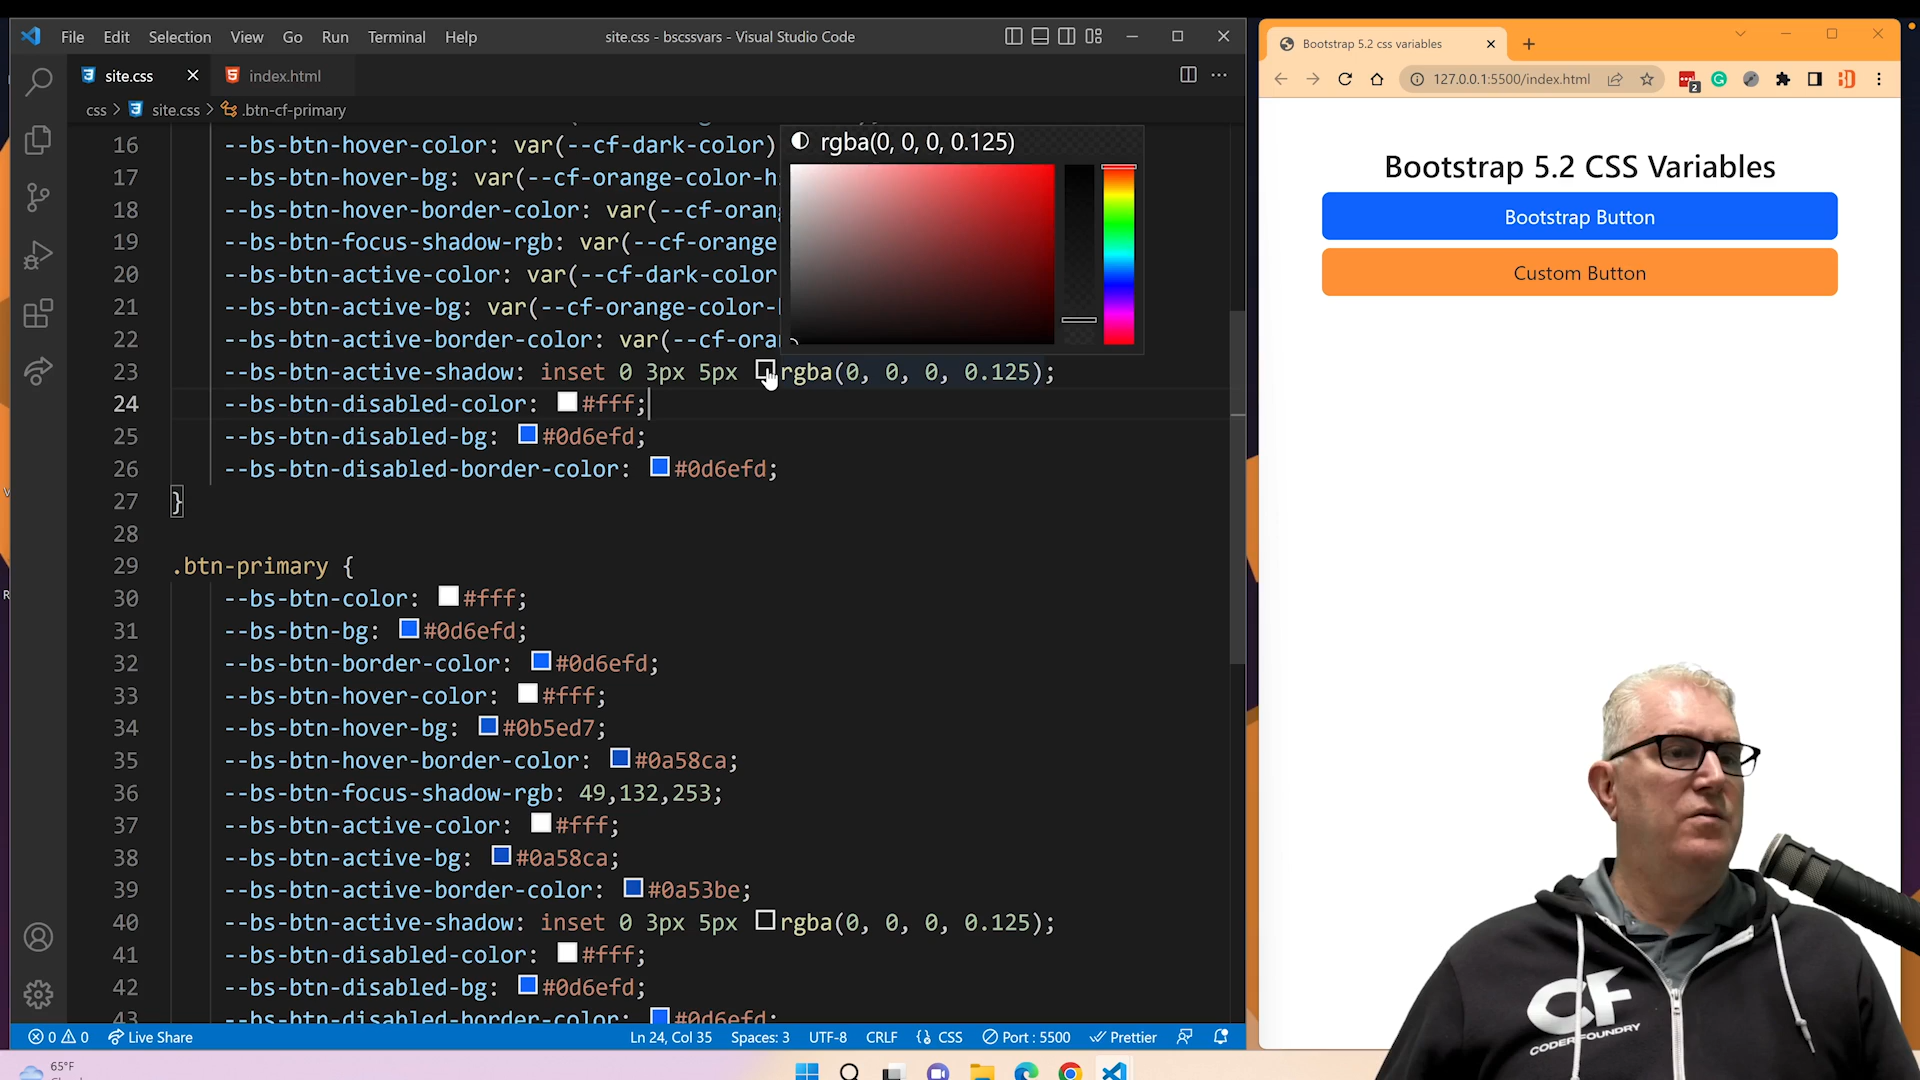 File Edit Selection View Go Run Terminal Help
site.css - bscssvars - Visual Studio Code
site.css
index.html
css > site.css > .btn-cf-primary
16 --bs-btn-hover-color: var(--cf-dark-color)
17 --bs-btn-hover-bg: var(--cf-orange-color-h
18 --bs-btn-hover-border-color: var(--cf-oran
19 --bs-btn-focus-shadow-rgb: var(--cf-orange
20 --bs-btn-active-color: var(--cf-dark-color
21 --bs-btn-active-bg: var(--cf-orange-color-
22 --bs-btn-active-border-color: var(--cf-ora
rgba(0, 0, 0, 0.125)
23 --bs-btn-active-shadow: inset 0 3px 5px rgba(0, 0, 0, 0.125);
24 --bs-btn-disabled-color: #fff;
25 --bs-btn-disabled-bg: #0d6efd;
26 --bs-btn-disabled-border-color: #0d6efd;
27 }
28
29 .btn-primary {
30 --bs-btn-color: #fff;
31 --bs-btn-bg: #0d6efd;
32 --bs-btn-border-color: #0d6efd;
33 --bs-btn-hover-color: #fff;
34 --bs-btn-hover-bg: #0b5ed7;
35 --bs-btn-hover-border-color: #0a58ca;
36 --bs-btn-focus-shadow-rgb: 49,132,253;
37 --bs-btn-active-color: #fff;
38 --bs-btn-active-bg: #0a58ca;
39 --bs-btn-active-border-color: #0a53be;
40 --bs-btn-active-shadow: inset 0 3px 5px rgba(0, 0, 0, 0.125);
41 --bs-btn-disabled-color: #fff;
42 --bs-btn-disabled-bg: #0d6efd;
43 --bs-btn-disabled-border-color: #0d6efd;
0 0 Live Share
Ln 24, Col 35 Spaces: 3 UTF-8 CRLF {} CSS Port : 5500 Prettier
65°F
Bootstrap 5.2 css variables
127.0.0.1:5500/index.html
2
Bootstrap 5.2 CSS Variables
Bootstrap Button
Custom Button
CF
CODER FOUNDRY